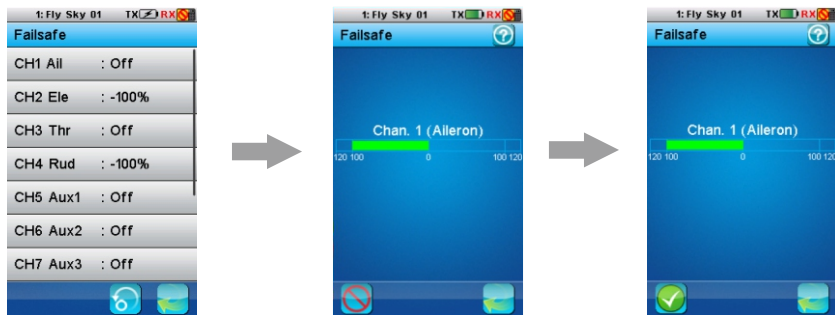 1: Fly Sky 01 TX RX
Failsafe
CH1 Ail : Off
CH2 Ele : -100%
CH3 Thr : Off
CH4 Rud : -100%
CH5 Aux1 : Off
CH6 Aux2 : Off
CH7 Aux3 : Off
1: Fly Sky 01 TX RX
Failsafe ?
Chan. 1 (Aileron)
120 100 0 100 120
1: Fly Sky 01 TX RX
Failsafe ?
Chan. 1 (Aileron)
120 100 0 100 120